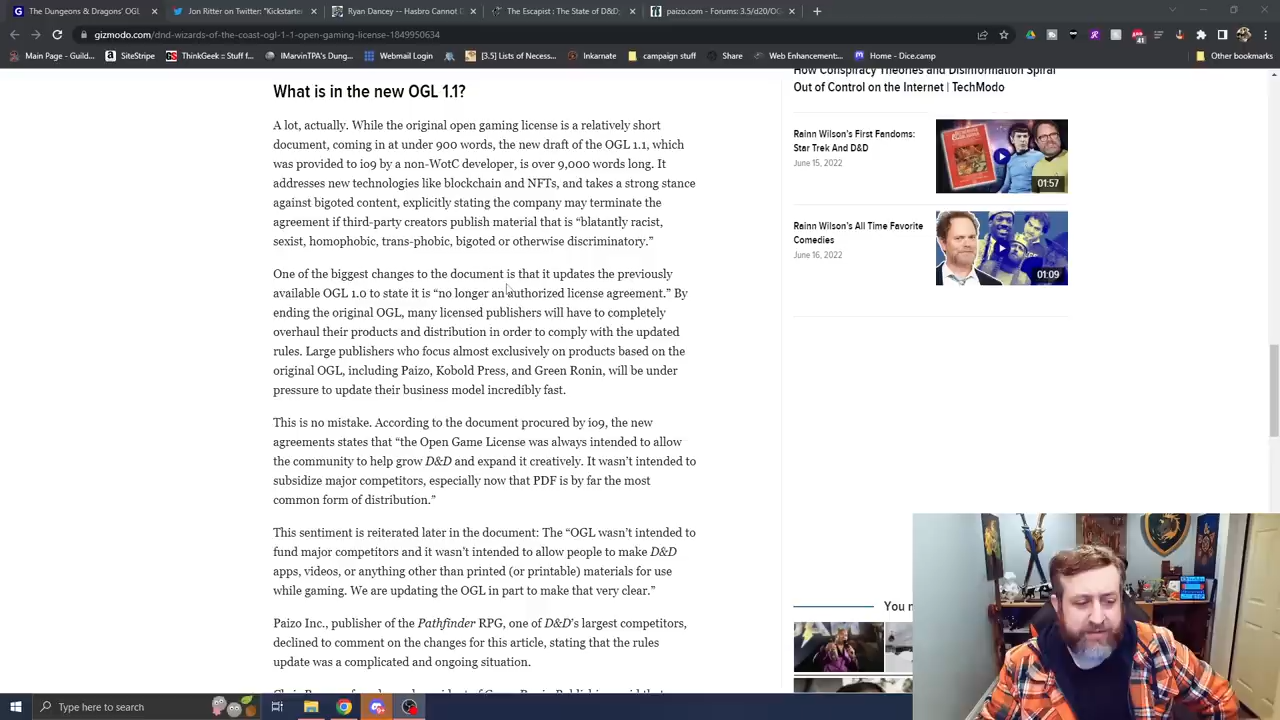 The Dungeons & Dragons' OGL
Jon Ritter on Twitter: "Kickstarte
Ryan Dancey - Hasbro Cannot D
The Escapist : The State of D&D:
paizo.com - Forums: 3.5/d20/OG
gizmodo.com/dnd-wizards-of-the-coast-ogl-1-1-open-gaming-license-1849950634
41
Main Page - Guild...
SiteStripe
ThinkGeek :: Stuff f...
IMarvinTPA's Dung...
Webmail Login
[3.5] Lists of Necess...
Inkarnate
campaign stuff
Share
Web Enhancement:...
Home - Dice.camp
Other bookmarks
What is in the new OGL 1.1?
A lot, actually. While the original open gaming license is a relatively short
document, coming in at under 900 words, the new draft of the OGL 1.1, which
was provided to io9 by a non-WotC developer, is over 9,000 words long. It
addresses new technologies like blockchain and NFTs, and takes a strong stance
against bigoted content, explicitly stating the company may terminate the
agreement if third-party creators publish material that is “blatantly racist,
sexist, homophobic, trans-phobic, bigoted or otherwise discriminatory.”
One of the biggest changes to the document is that it updates the previously
available OGL 1.0 to state it is “no longer an authorized license agreement.” By
ending the original OGL, many licensed publishers will have to completely
overhaul their products and distribution in order to comply with the updated
rules. Large publishers who focus almost exclusively on products based on the
original OGL, including Paizo, Kobold Press, and Green Ronin, will be under
pressure to update their business model incredibly fast.
This is no mistake. According to the document procured by io9, the new
agreements states that “the Open Game License was always intended to allow
the community to help grow D&D and expand it creatively. It wasn’t intended to
subsidize major competitors, especially now that PDF is by far the most
common form of distribution.”
This sentiment is reiterated later in the document: The “OGL wasn’t intended to
fund major competitors and it wasn’t intended to allow people to make D&D
apps, videos, or anything other than printed (or printable) materials for use
while gaming. We are updating the OGL in part to make that very clear.”
Paizo Inc., publisher of the Pathfinder RPG, one of D&D’s largest competitors,
declined to comment on the changes for this article, stating that the rules
update was a complicated and ongoing situation.
How Conspiracy Theories and Disinformation Spiral
Out of Control on the Internet | TechModo
Rainn Wilson's First Fandoms:
Star Trek And D&D
June 15, 2022
01:57
Rainn Wilson's All Time Favorite
Comedies
June 16, 2022
01:09
You
Type here to search